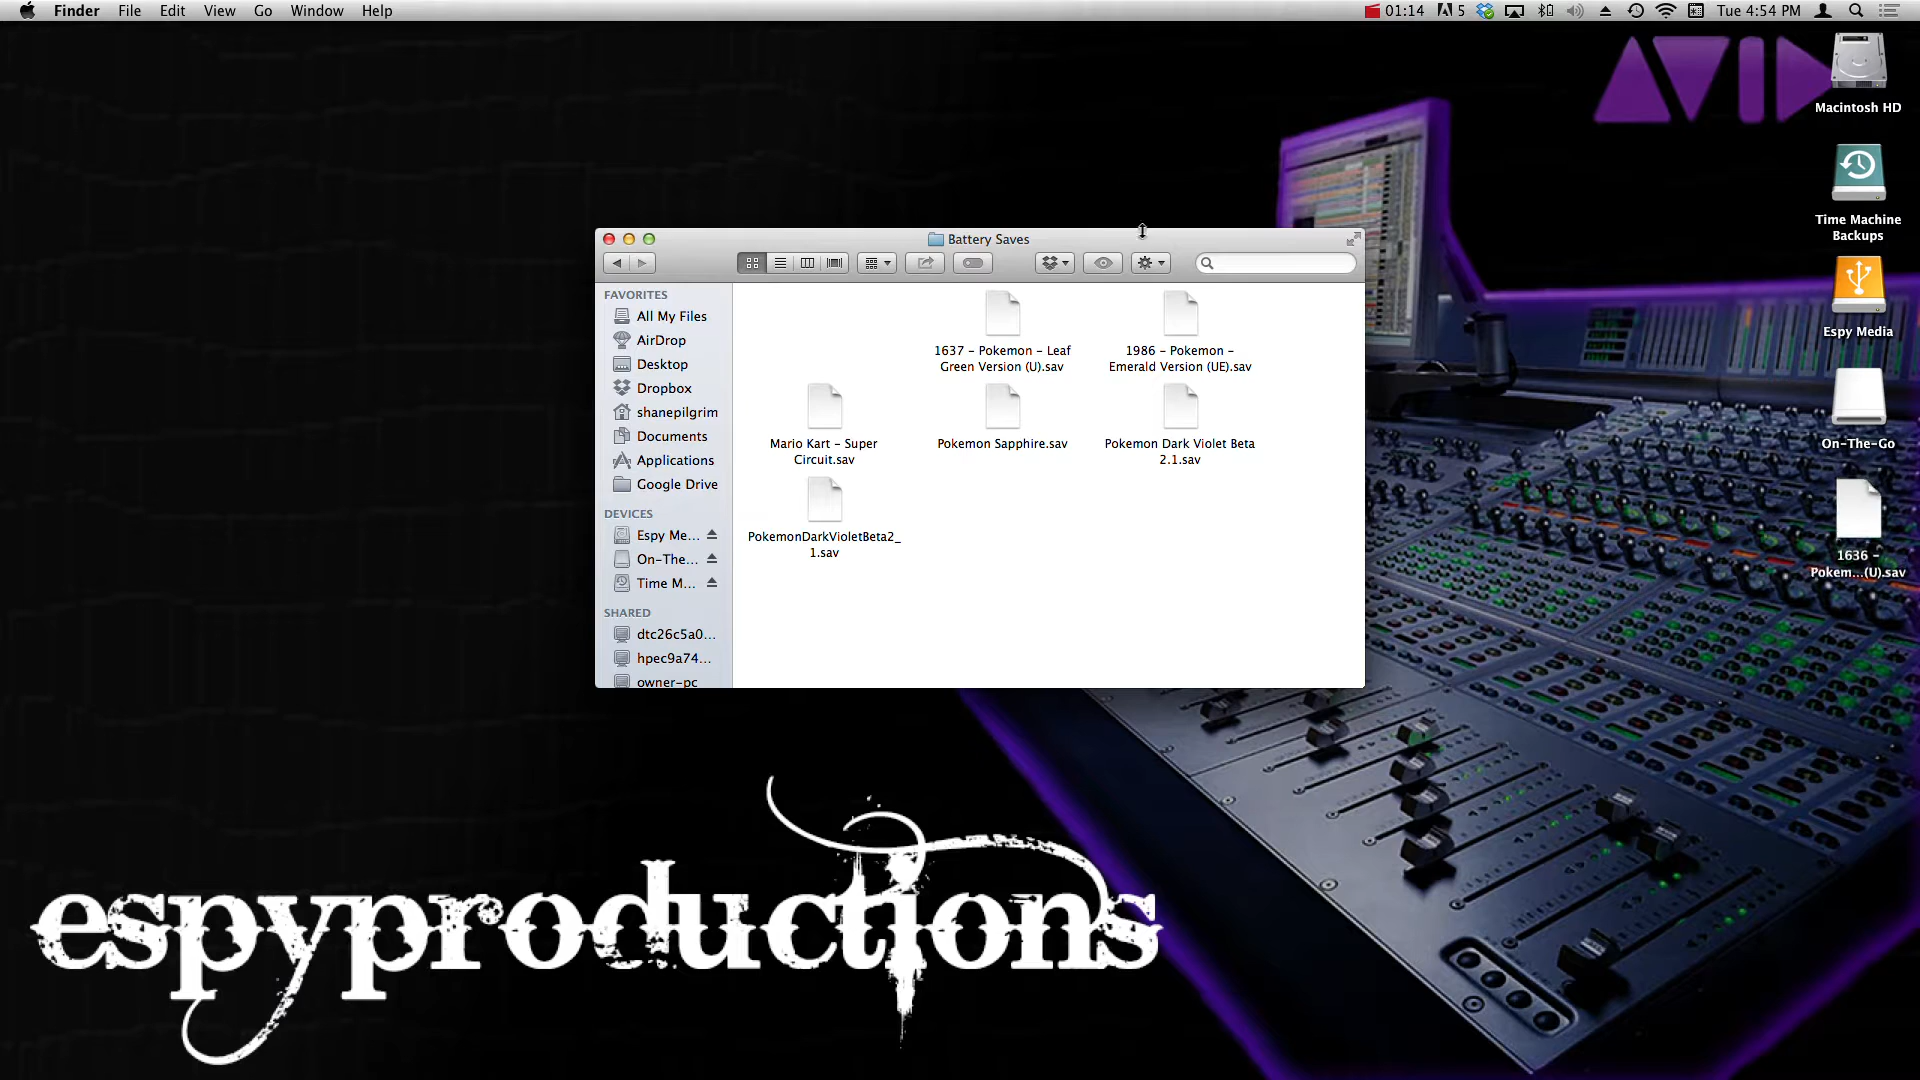 Finder File Edit View Go Window Help 01:14 5 Tue 4:54 PM
AVID
Macintosh HD
Time Machine
Backups
Espy Media
On-The-Go
1636 -
Pokem...(U).sav
Battery Saves
FAVORITES
All My Files
AirDrop
Desktop
Dropbox
shanepilgrim
Documents
Applications
Google Drive
DEVICES
Espy Me...
On-The...
Time M...
SHARED
dtc26c5a0...
hpec9a74...
owner-pc
1637 - Pokemon - Leaf
Green Version (U).sav
1986 - Pokemon -
Emerald Version (UE).sav
Mario Kart - Super
Circuit.sav
Pokemon Sapphire.sav
Pokemon Dark Violet Beta
2.1.sav
PokemonDarkVioletBeta2_
1.sav
espyproductions